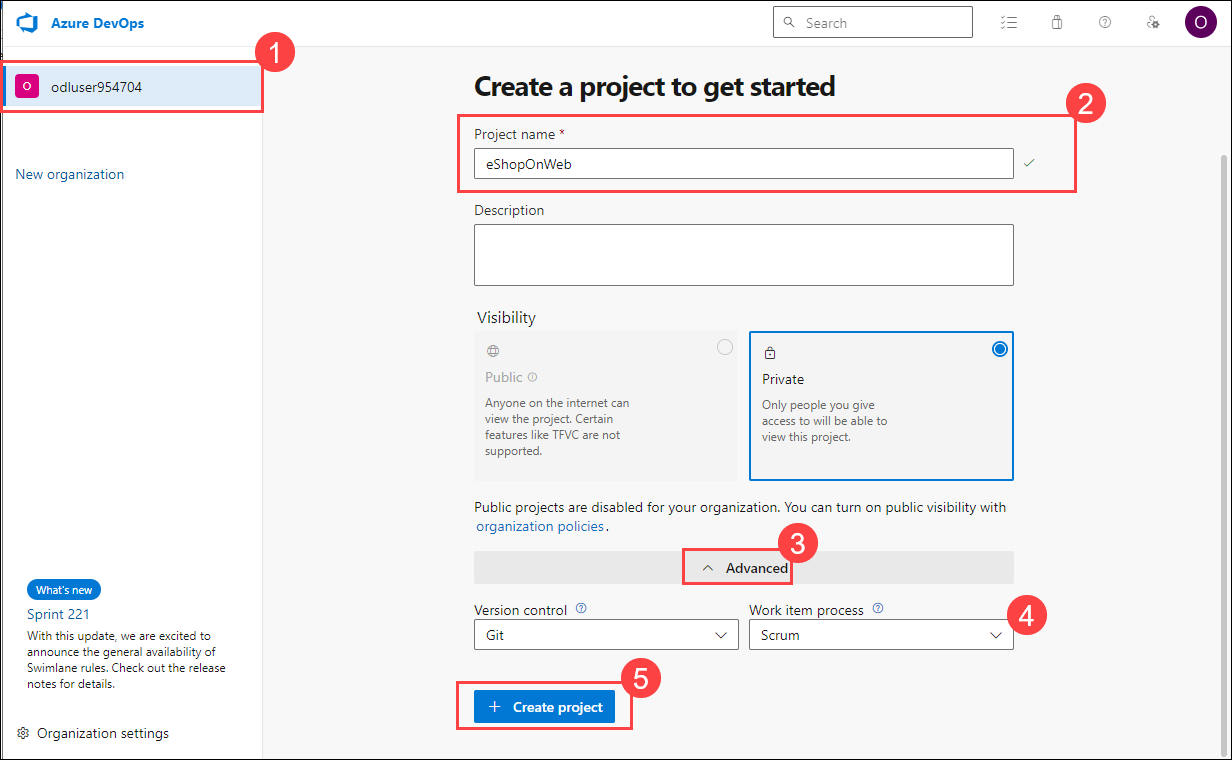 Azure DevOps
Search
O
1
O
odluser954704
New organization
Create a project to get started
2
Project name *
eShopOnWeb
Description
Visibility
Public
Anyone on the internet can
view the project. Certain
features like TFVC are not
supported.
Private
Only people you give
access to will be able to
view this project.
Public projects are disabled for your organization. You can turn on public visibility with
organization policies.
3
Advanced
Version control
Git
Work item process
Scrum
4
5
Create project
What's new
Sprint 221
With this update, we are excited to
announce the general availability of
Swimlane rules. Check out the release
notes for details.
Organization settings